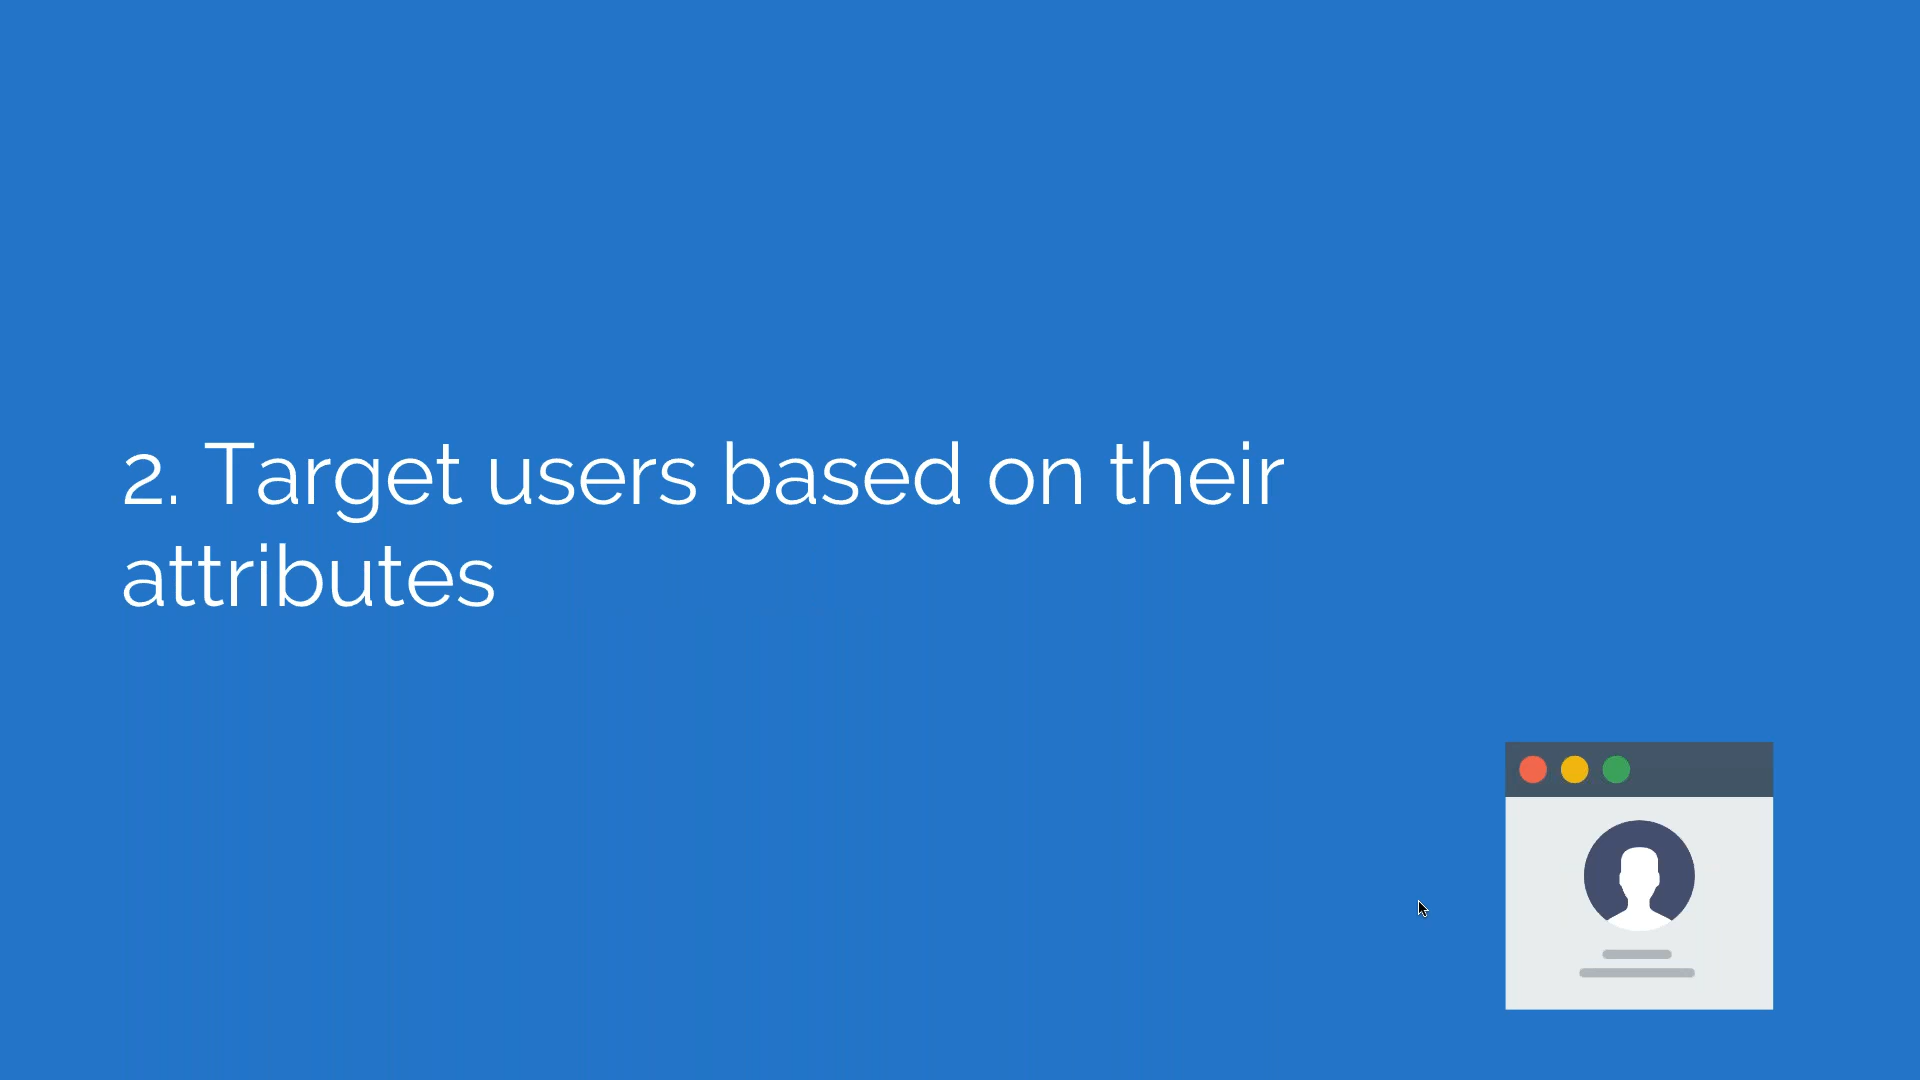 2. Target users based on their
attributes